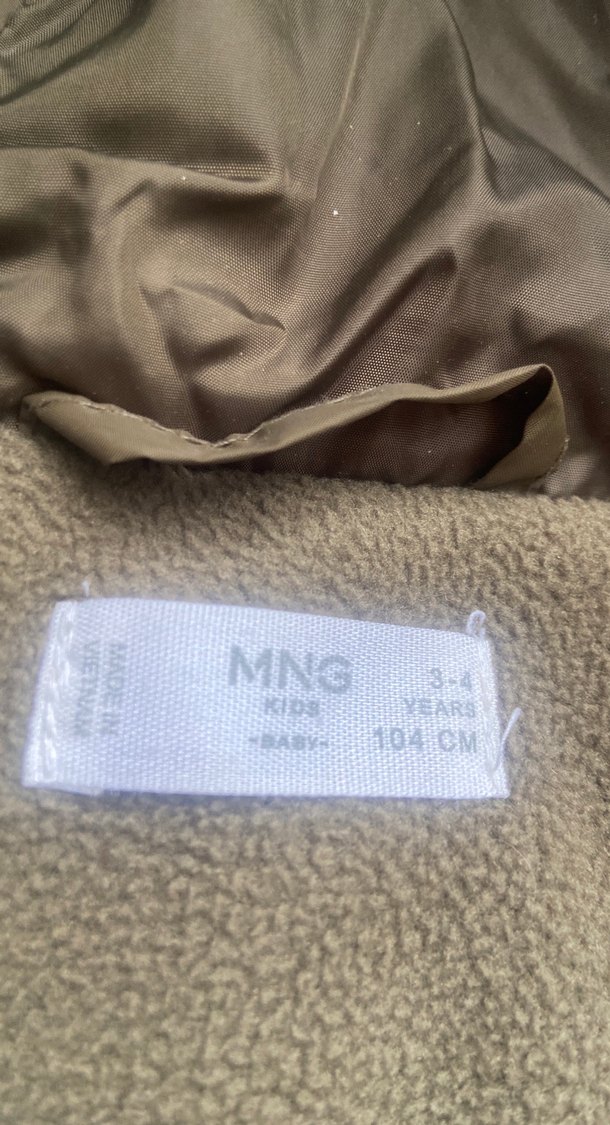 MADE IN
VIETNAM
MNG
KIDS
-BABY-
3-4
YEARS
104 CM